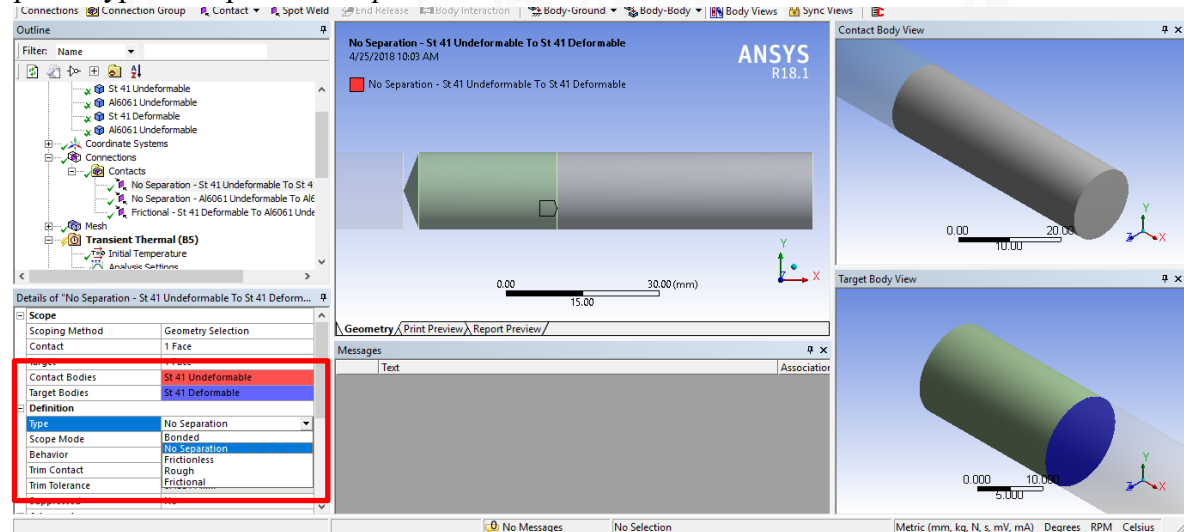 Connections Connection Group Contact Spot Weld End Release Body Interaction Body-Ground Body-Body Body Views Sync Views
Outline
Filter: Name
St 41 Undeformable
Al6061 Undeformable
St 41 Deformable
Al6061 Undeformable
Coordinate Systems
Connections
Contacts
No Separation - St 41 Undeformable To St 4
No Separation - Al6061 Undeformable To Al6
Frictional - St 41 Deformable To Al6061 Unde
Mesh
Transient Thermal (B5)
Initial Temperature
Analysis Settings
Details of "No Separation - St 41 Undeformable To St 41 Deform...
Scope
Scoping Method Geometry Selection
Contact 1 Face
Contact Bodies St 41 Undeformable
Target Bodies St 41 Deformable
Definition
Type No Separation
Scope Mode Bonded
No Separation
Behavior Frictionless
Trim Contact Rough
Trim Tolerance Frictional
No Separation - St 41 Undeformable To St 41 Deformable
4/25/2018 10:03 AM
No Separation - St 41 Undeformable To St 41 Deformable
ANSYS
R18.1
0.00 30.00 (mm)
15.00
Y
X
Geometry Print Preview Report Preview
Messages
Text Association
Contact Body View
0.00 20.00
10.00
Y
Z X
Target Body View
0.000 10.000
5.000
Y
Z X
No Messages No Selection Metric (mm, kg, N, s, mV, mA) Degrees RPM Celsius